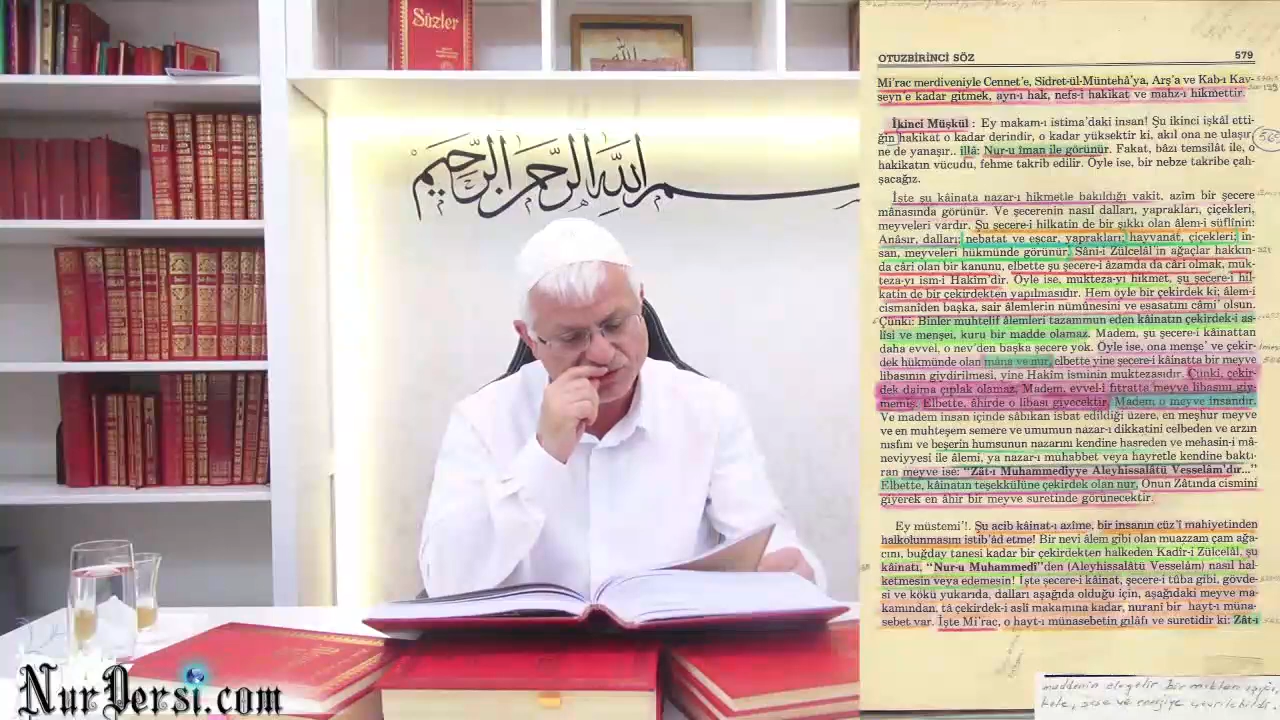 Sözler
بسم الله الرحمن الرحيم
NurDersi.com
OTUZBİRİNCİ SÖZ 579
Mi'rac merdiveniyle Cennet'e, Sidret-ül-Müntehâ'ya, Arş'a ve Kab-ı Kav-
seyn'e kadar gitmek, ayn-ı hak, nefs-i hakikat ve mahz-ı hikmettir.
İkinci Müşkül : Ey makam-ı istima'daki insan! Şu ikinci işkâl etti-
ğin hakikat o kadar derindir, o kadar yüksektir ki, akıl ona ne ulaşır
ne de yanaşır.. illâ: Nur-u îman ile görünür. Fakat, bâzı temsilât ile, o
hakikatın vücudu, fehme takrib edilir. Öyle ise, bir nebze takribe çalı-
şacağız.
İşte şu kâinata nazar-ı hikmetle bakıldığı vakit, azîm bir şecere
mânasında görünür. Ve şecerenin nasıl dalları, yaprakları, çiçekleri,
meyveleri vardır. Şu şecere-i hilkatin de bir şıkkı olan âlem-i süflînin:
Anâsır, dalları; nebatat ve eşcar, yaprakları; hayvanat, çiçekleri; in-
san, meyveleri hükmünde görünür. Sâni-i Zülcelâl'in ağaçlar hakkın-
da câri olan bir kanunu, elbette şu şecere-i âzamda da câri olmak, muk-
teza-yı ism-i Hakîm'dir. Öyle ise, mukteza-yı hikmet, şu şecere-i hil-
katin de bir çekirdekten yapılmasıdır. Hem öyle bir çekirdek ki; âlem-i
cismanîden başka, sair âlemlerin nümûnesini ve esasatını câmi' olsun.
Çünki: Binler muhtelif âlemleri tazammun eden kâinatın çekirdek-i as-
lîsi ve menşei, kuru bir madde olamaz. Madem, şu şecere-i kâinattan
daha evvel, o nev'den başka şecere yok. Öyle ise, ona menşe' ve çekir-
dek hükmünde olan mâna ve nur, elbette yine şecere-i kâinatta bir meyve
libasının giydirilmesi, yine Hakîm isminin muktezasıdır. Çünki, çekir-
dek daima çıplak olamaz. Madem, evvel-i fıtratta meyve libasını giy-
memiş. Elbette, âhirde o libası giyecektir. Madem o meyve insandır.
Ve madem insan içinde sâbıkan isbat edildiği üzere, en meşhur meyve
ve en muhteşem semere ve umumun nazar-ı dikkatini celbeden ve arzın
nısfını ve beşerin humsunun nazarını kendine hasreden ve mehasin-i mâ-
neviyyesi ile âlemi, ya nazar-ı muhabbet veya hayretle kendine baktı-
ran meyve ise: "Zât-ı Muhammediyye Aleyhissalâtü Vesselâm'dır..."
Elbette, kâinatın teşekkülüne çekirdek olan nur, Onun Zâtında cismini
giyerek en âhir bir meyve suretinde görünecektir.
Ey müstemi'!. Şu acib kâinat-ı azîme, bir insanın cüz'î mahiyetinden
halkolunmasını istib'âd etme! Bir nevi âlem gibi olan muazzam çam ağa-
cını, buğday tanesi kadar bir çekirdekten halkeden Kadîr-i Zülcelâl, şu
kâinatı, "Nur-u Muhammedî"den (Aleyhissalâtü Vesselâm) nasıl hal-
ketmesin veya edemesin! İşte şecere-i kâinat, şecere-i tûba gibi, gövde-
si ve kökü yukarıda, dalları aşağıda olduğu için, aşağıdaki meyve ma-
kamından, tâ çekirdek-i aslî makamına kadar, nuranî bir hayt-ı müna-
sebet var. İşte Mi'rac, o hayt-ı münasebetin gılâfı ve suretidir ki: Zât-ı